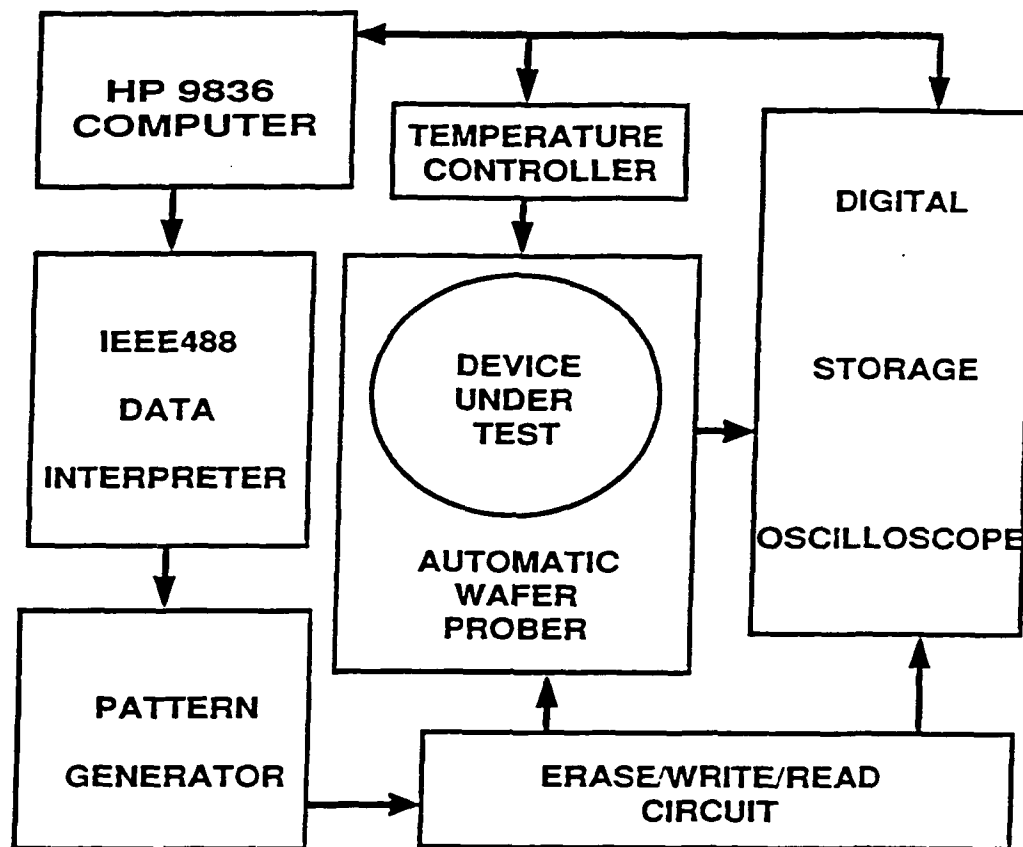 HP 9836
COMPUTER
TEMPERATURE
CONTROLLER
DIGITAL
STORAGE
OSCILLOSCOPE
IEEE488
DATA
INTERPRETER
DEVICE
UNDER
TEST
AUTOMATIC
WAFER
PROBER
PATTERN
GENERATOR
ERASE/WRITE/READ
CIRCUIT